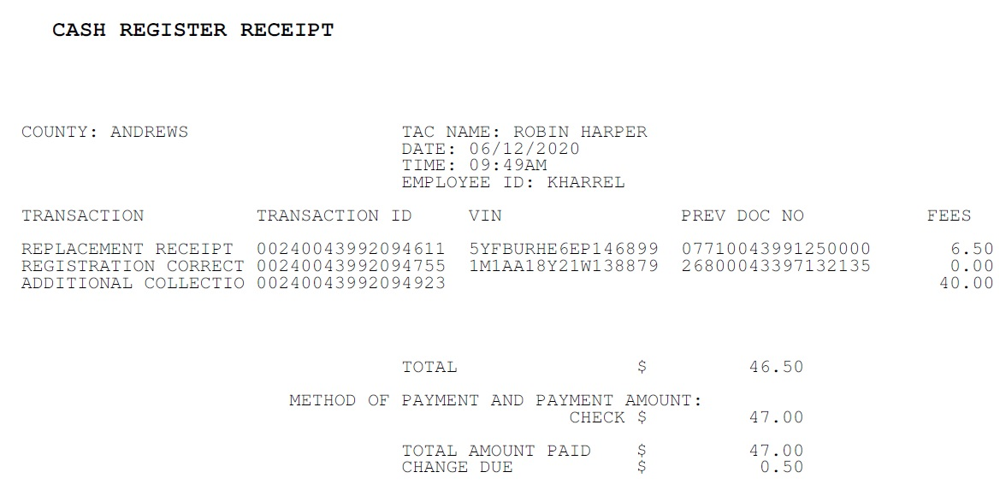 CASH REGISTER RECEIPT
COUNTY: ANDREWS TAC NAME: ROBIN HARPER
DATE: 06/12/2020
TIME: 09:49AM
EMPLOYEE ID: KHARREL
TRANSACTION TRANSACTION ID VIN PREV DOC NO FEES
REPLACEMENT RECEIPT 00240043992094611 5YFBURHE6EP146899 07710043991250000 6.50
REGISTRATION CORRECT 00240043992094755 1M1AA18Y21W138879 26800043397132135 0.00
ADDITIONAL COLLECTIO 00240043992094923 40.00
TOTAL $ 46.50
METHOD OF PAYMENT AND PAYMENT AMOUNT:
CHECK $ 47.00
TOTAL AMOUNT PAID $ 47.00
CHANGE DUE $ 0.50